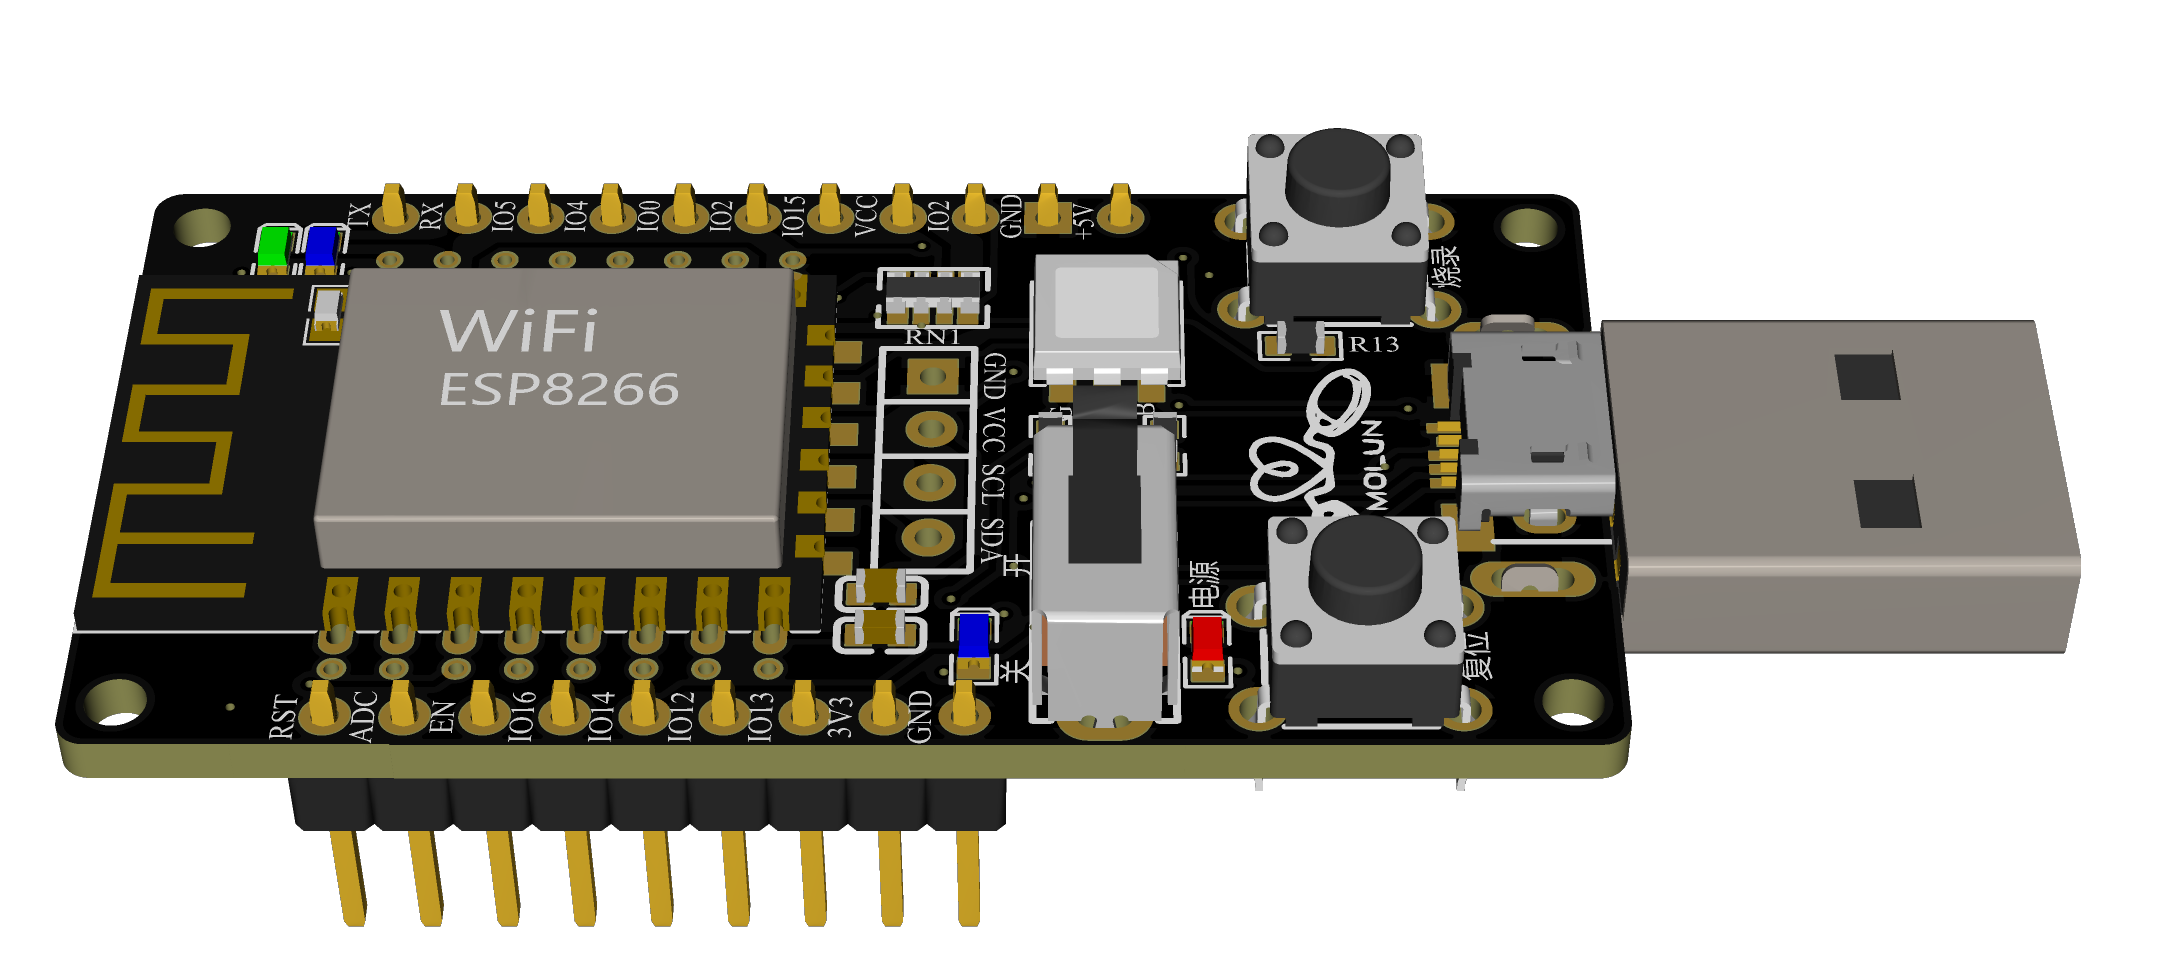 TX
RX
IO5
IO4
IO0
IO2
IO15
VCC
IO2
GND
+5V
烧录
WiFi
ESP8266
RN1
R13
GND VCC SCL SDA
MOLUN
开
关
电源
复位
RST
ADC
EN
IO16
IO14
IO12
IO13
3V3
GND